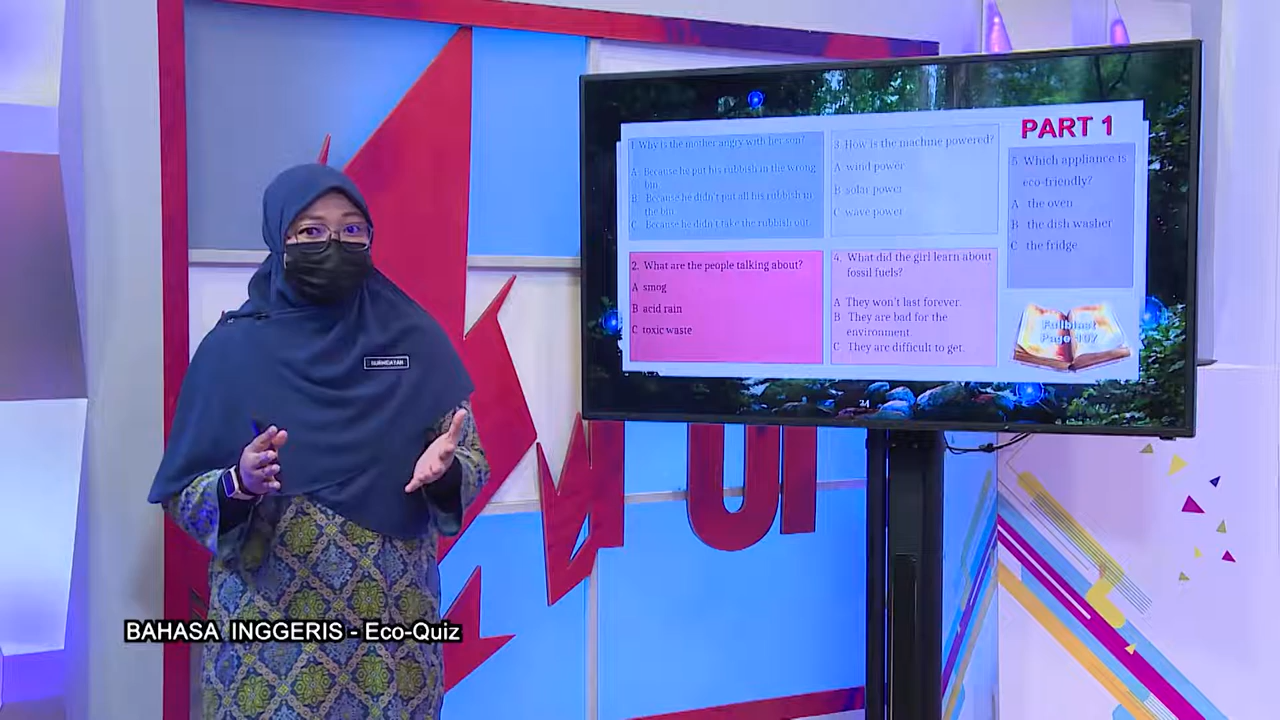 PART 1
1 Why is the mother angry with her son?
A Because he put his rubbish in the wrong
bin.
B. Because he didn't put all his rubbish in
the bin
C. Because he didn't take the rubbish out.
2. What are the people talking about?
A smog
B acid rain
C toxic waste
3. How is the machine powered?
A wind power
B solar power
C wave power
4. What did the girl learn about
fossil fuels?
A They won't last forever.
B They are bad for the
environment.
C They are difficult to get.
5 Which appliance is
eco-friendly?
A the oven
B the dish washer
C the fridge
Fullblast
Page 107
24
NURHIDAYAH
UI
BAHASA INGGERIS - Eco-Quiz